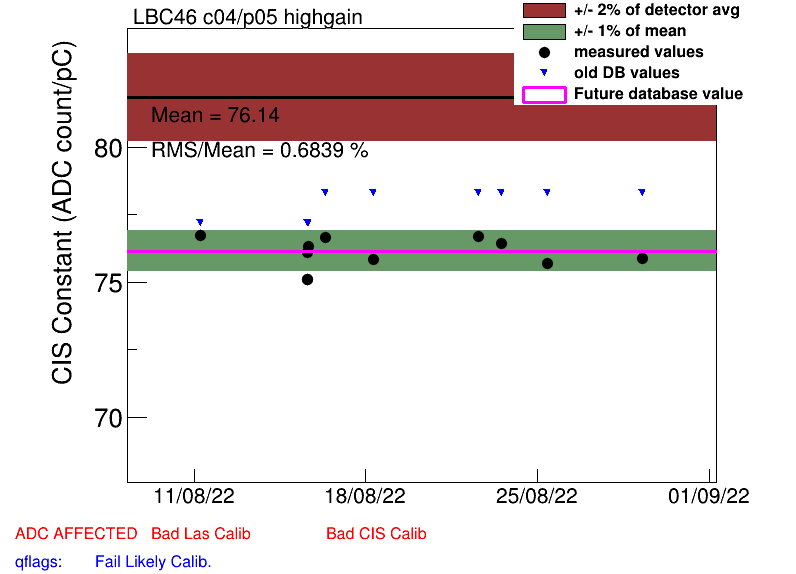 LBC46 c04/p05 highgain
+/- 2% of detector avg
+/- 1% of mean
measured values
old DB values
Future database value
Mean = 76.14
RMS/Mean = 0.6839 %
CIS Constant (ADC count/pC)
80
75
70
11/08/22 18/08/22 25/08/22 01/09/22
ADC AFFECTED Bad Las Calib Bad CIS Calib
qflags: Fail Likely Calib.